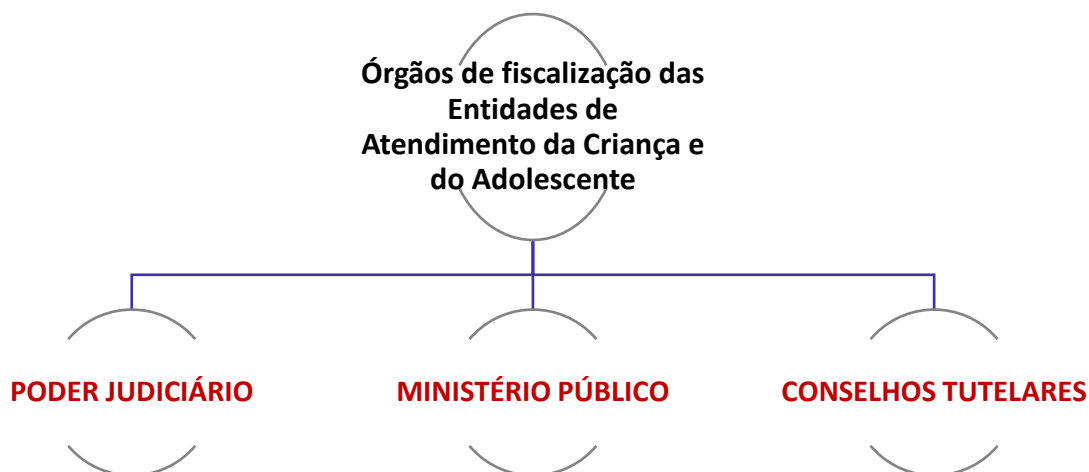 Órgãos de fiscalização das
Entidades de
Atendimento da Criança e
do Adolescente
PODER JUDICIÁRIO
MINISTÉRIO PÚBLICO
CONSELHOS TUTELARES